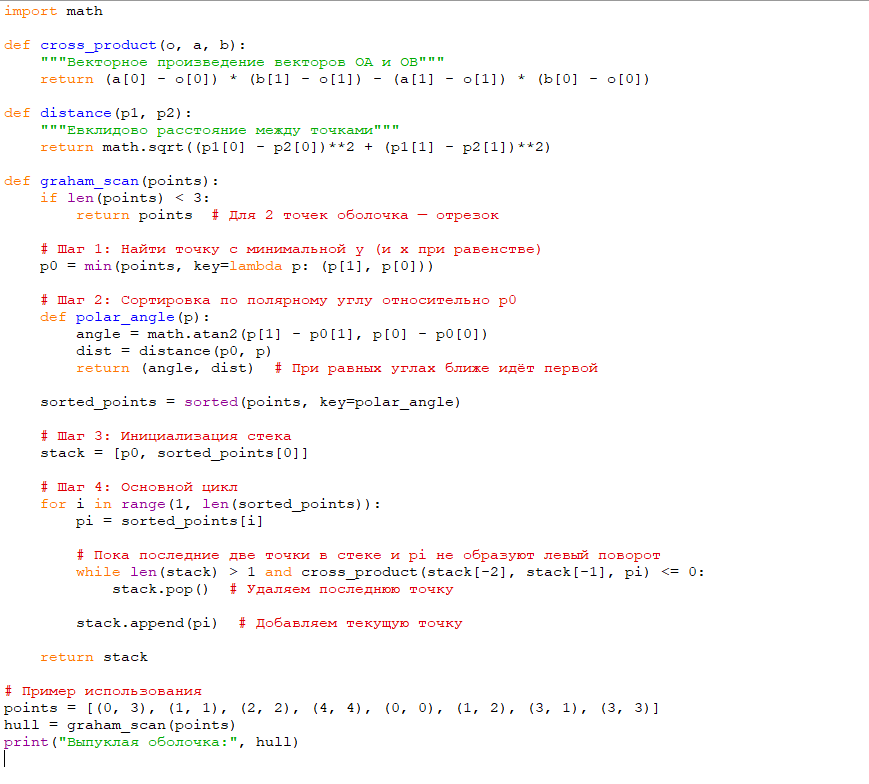 import math
def cross_product(o, a, b):
    """Векторное произведение векторов OA и OB"""
    return (a[0] - o[0]) * (b[1] - o[1]) - (a[1] - o[1]) * (b[0] - o[0])
def distance(p1, p2):
    """Евклидово расстояние между точками"""
    return math.sqrt((p1[0] - p2[0])**2 + (p1[1] - p2[1])**2)
def graham_scan(points):
    if len(points) < 3:
        return points  # Для 2 точек оболочка — отрезок
    # Шаг 1: Найти точку с минимальной y (и x при равенстве)
    p0 = min(points, key=lambda p: (p[1], p[0]))
    # Шаг 2: Сортировка по полярному углу относительно p0
    def polar_angle(p):
        angle = math.atan2(p[1] - p0[1], p[0] - p0[0])
        dist = distance(p0, p)
        return (angle, dist)  # При равных углах ближе идёт первой
    sorted_points = sorted(points, key=polar_angle)
    # Шаг 3: Инициализация стека
    stack = [p0, sorted_points[0]]
    # Шаг 4: Основной цикл
    for i in range(1, len(sorted_points)):
        pi = sorted_points[i]
        # Пока последние две точки в стеке и pi не образуют левый поворот
        while len(stack) > 1 and cross_product(stack[-2], stack[-1], pi) <= 0:
            stack.pop()  # Удаляем последнюю точку
        stack.append(pi)  # Добавляем текущую точку
    return stack
# Пример использования
points = [(0, 3), (1, 1), (2, 2), (4, 4), (0, 0), (1, 2), (3, 1), (3, 3)]
hull = graham_scan(points)
print("Выпуклая оболочка:", hull)